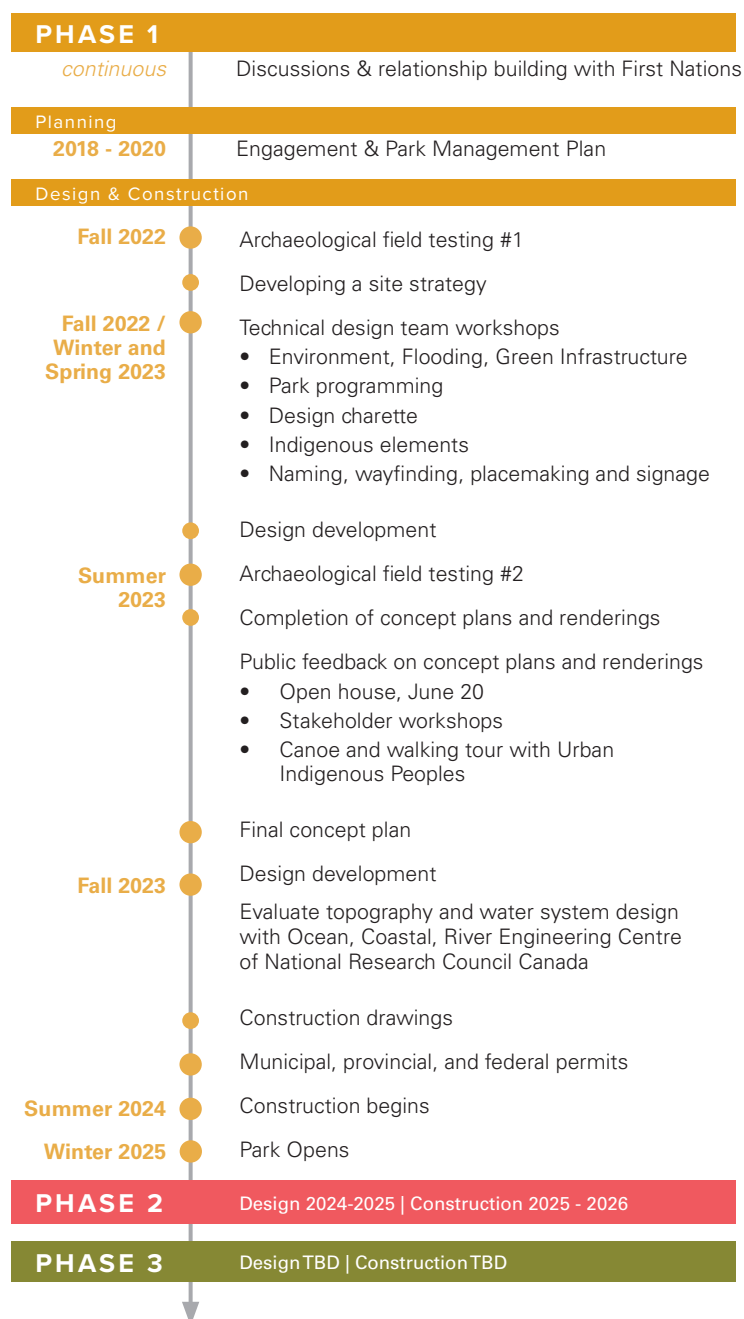 PHASE 1
continuous
Discussions & relationship building with First Nations
Planning
2018 - 2020
Engagement & Park Management Plan
Design & Construction
Fall 2022
Archaeological field testing #1
Developing a site strategy
Fall 2022 /
Winter and
Spring 2023
Technical design team workshops
• Environment, Flooding, Green Infrastructure
• Park programming
• Design charette
• Indigenous elements
• Naming, wayfinding, placemaking and signage
Design development
Summer
2023
Archaeological field testing #2
Completion of concept plans and renderings
Public feedback on concept plans and renderings
• Open house, June 20
• Stakeholder workshops
• Canoe and walking tour with Urban
Indigenous Peoples
Final concept plan
Fall 2023
Design development
Evaluate topography and water system design
with Ocean, Coastal, River Engineering Centre
of National Research Council Canada
Construction drawings
Municipal, provincial, and federal permits
Summer 2024
Construction begins
Winter 2025
Park Opens
PHASE 2
Design 2024-2025 | Construction 2025 - 2026
PHASE 3
Design TBD | Construction TBD